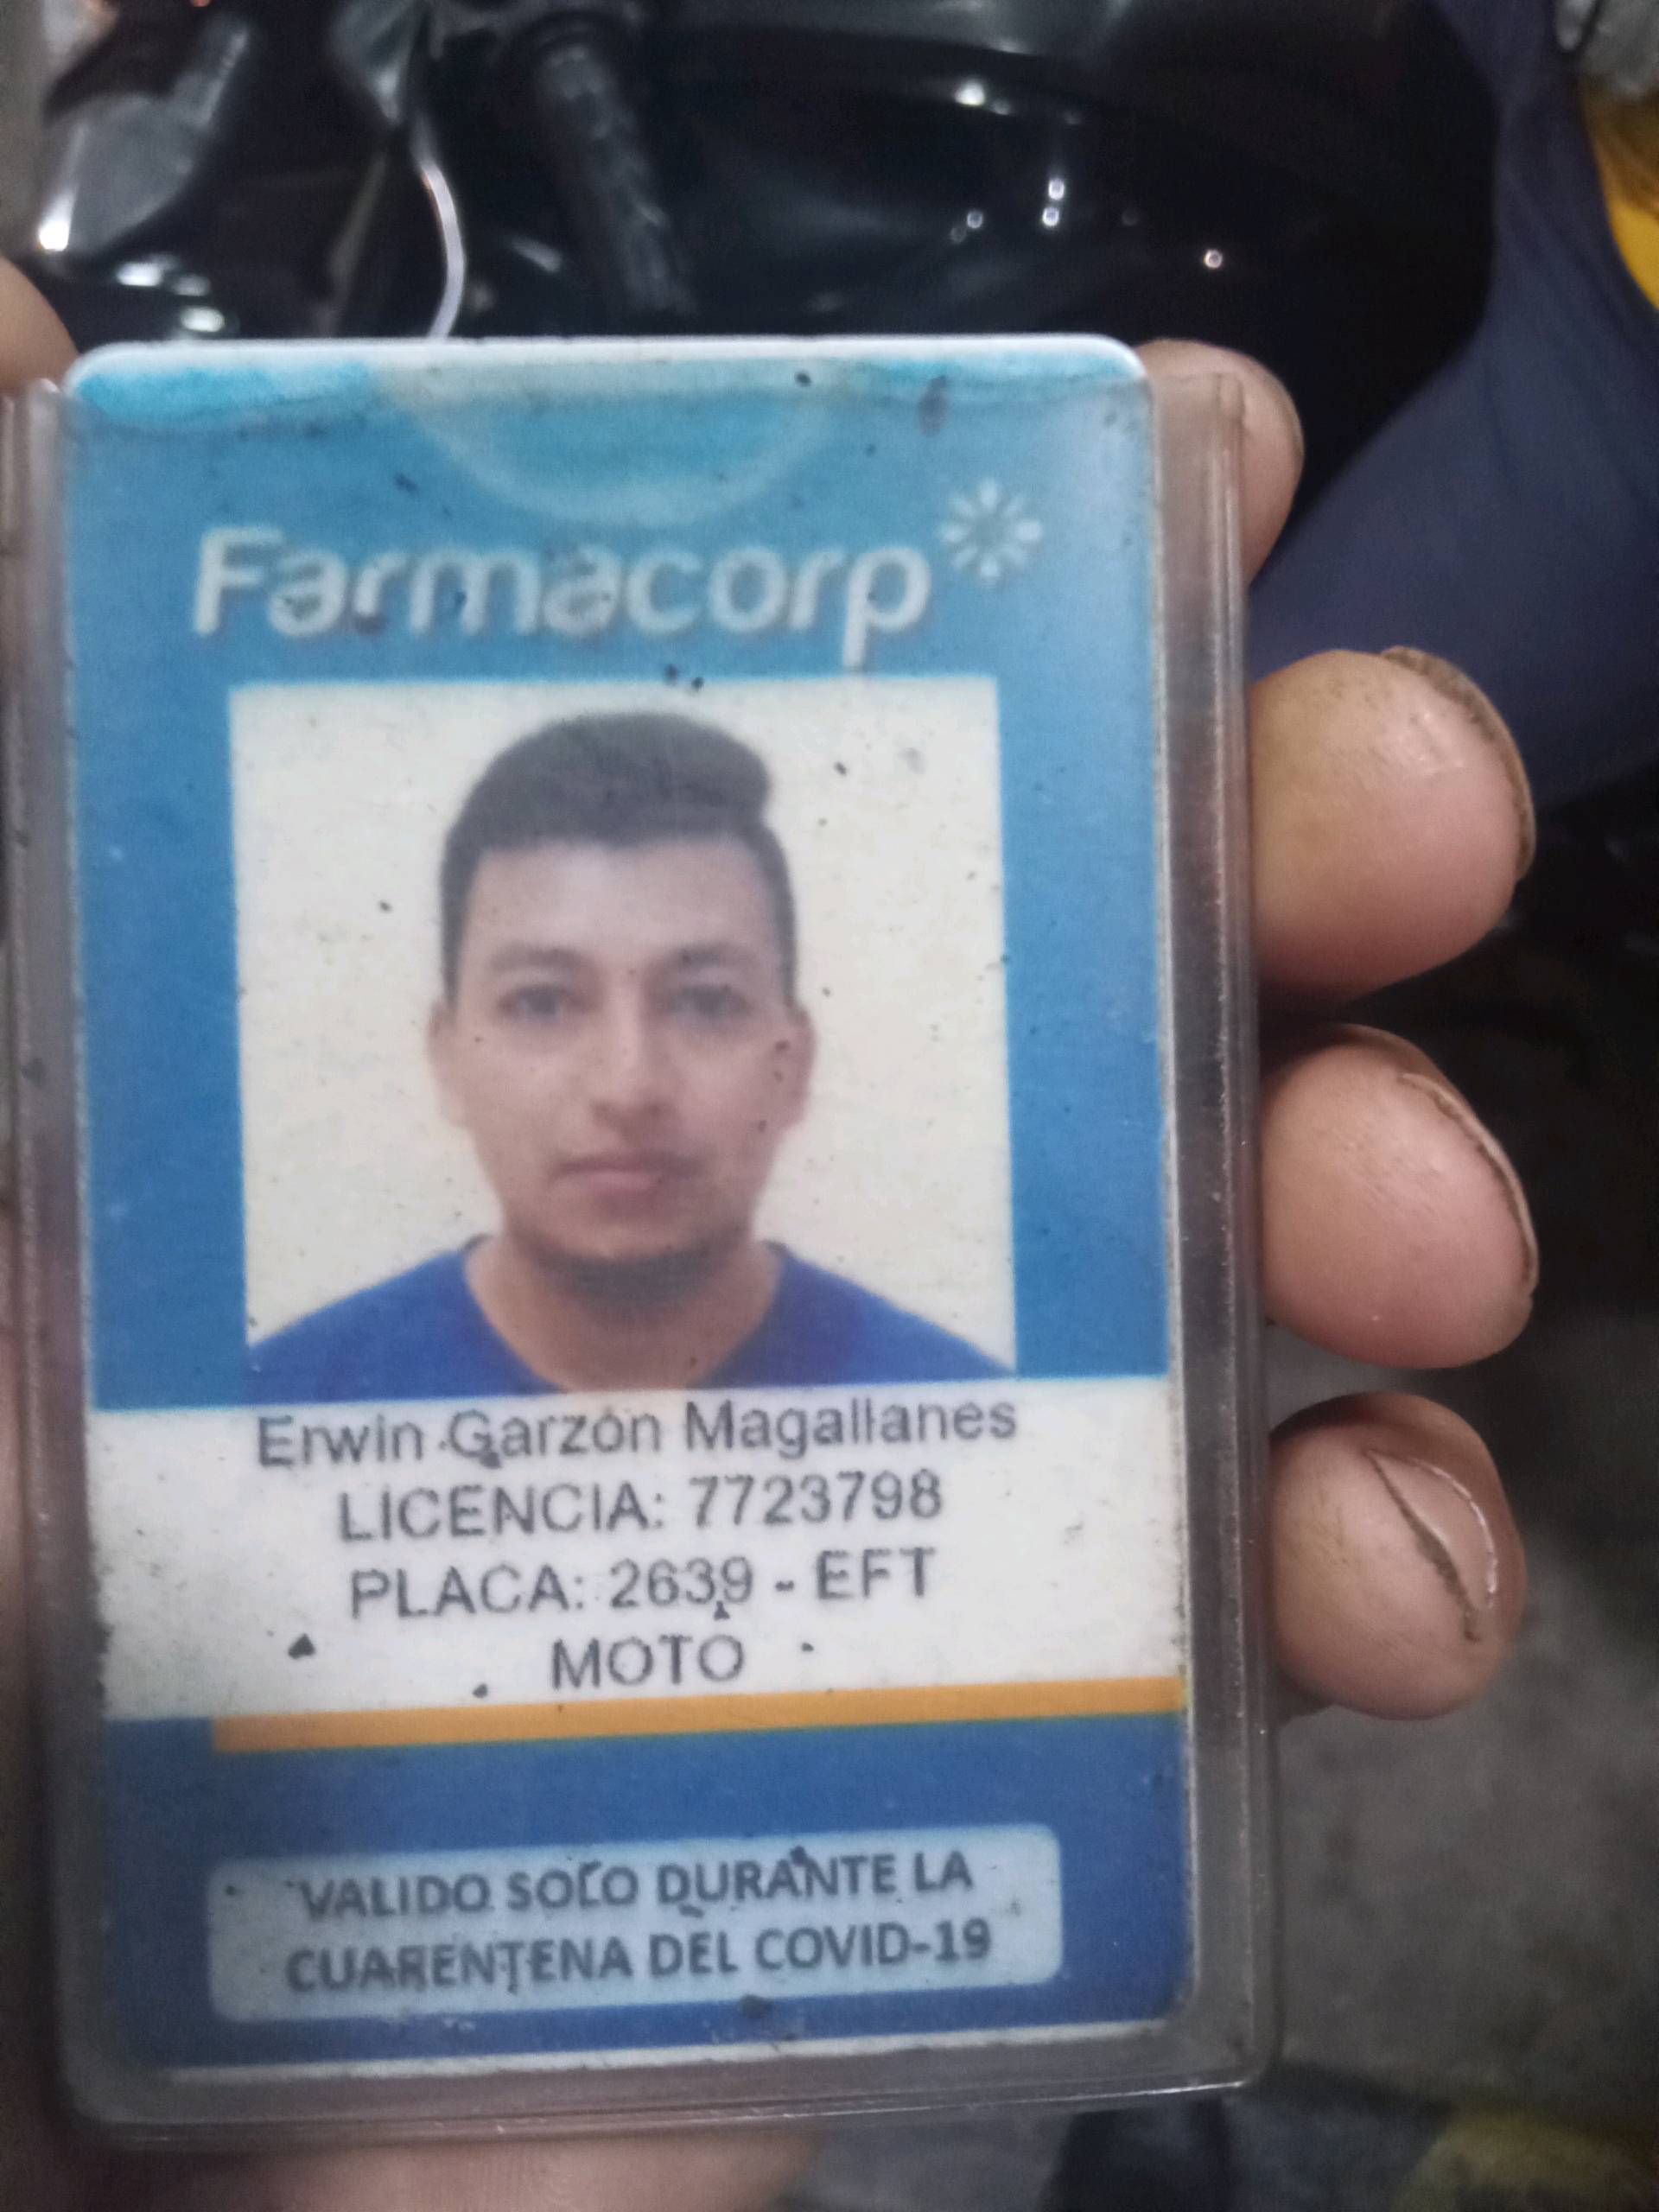 Farmacorp
Erwin Garzón Magallanes
LICENCIA: 7723798
PLACA: 2639 - EFT
MOTO
VALIDO SOLO DURANTE LA
CUARENTENA DEL COVID-19